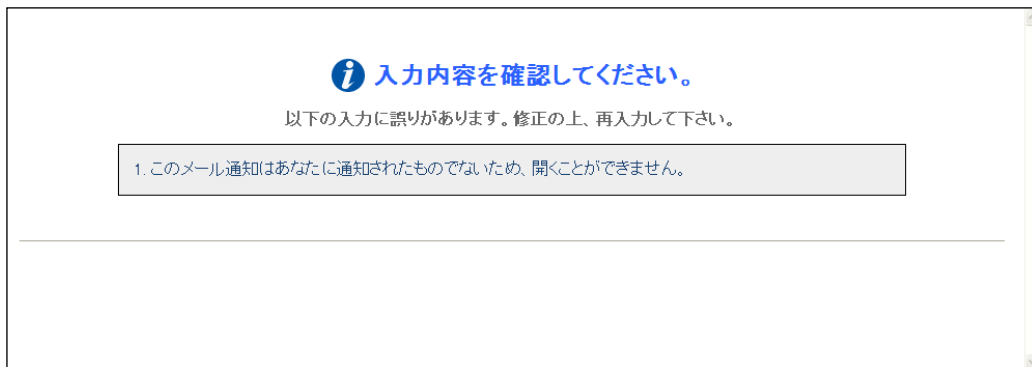 入力内容を確認してください。
以下の入力に誤りがあります。修正の上、再入力して下さい。
1. このメール通知はあなたに通知されたものでないため、開くことができません。